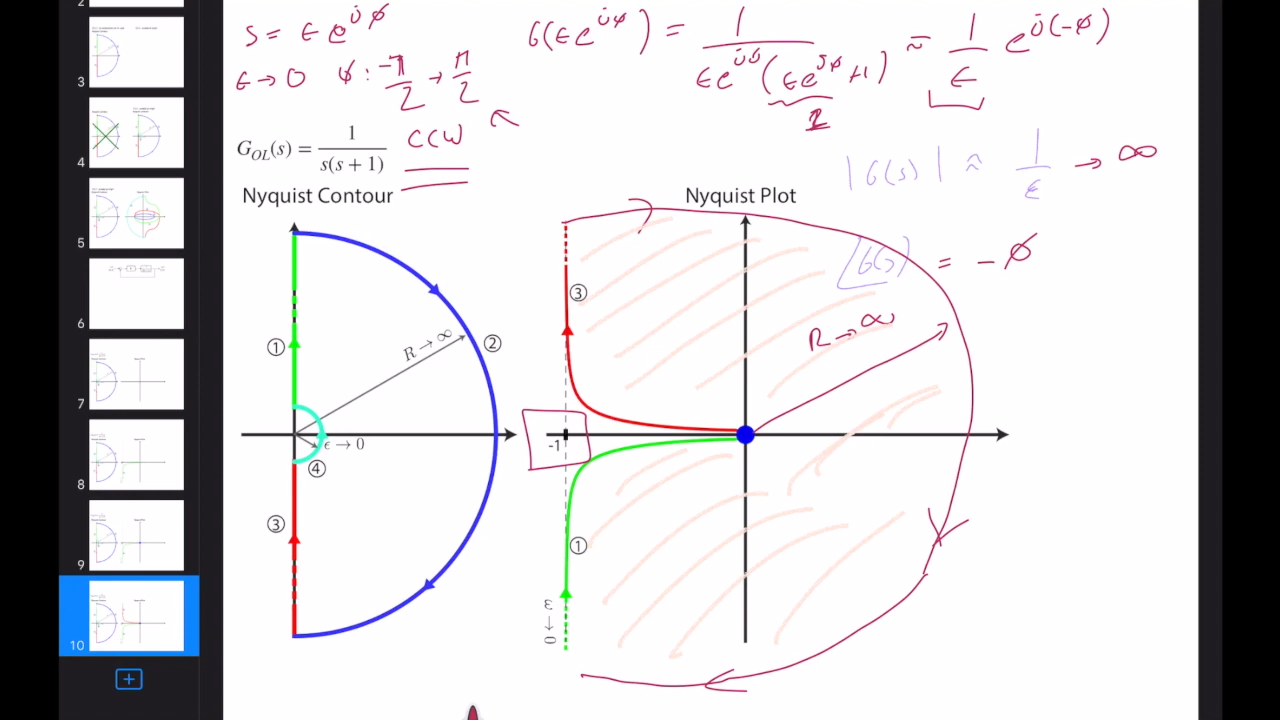 s = ϵ e^{jφ}
ϵ → 0 φ : -π/2 → π/2
G(ϵe^{jφ}) = 1/(ϵe^{jφ}(ϵe^{jφ}+1)) ≈ 1/ϵ e^{j(-φ)}
1
CCW
G_{OL}(s) = 1/(s(s + 1))
|G(s)| ≈ 1/ϵ → ∞
∠G(s) = -φ
Nyquist Contour
①
②
③
④
R → ∞
ϵ → 0
Nyquist Plot
③
R → ∞
-1
①
ω → 0
2
3
4
5
6
7
8
9
10
+